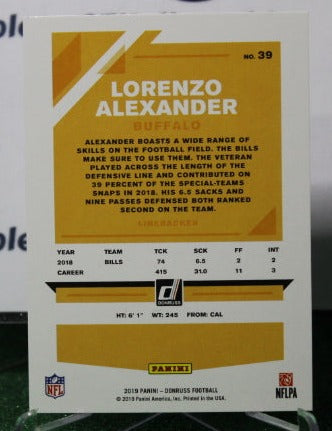 NO. 39
LORENZO
ALEXANDER
BUFFALO
ALEXANDER BOASTS A WIDE RANGE OF
SKILLS ON THE FOOTBALL FIELD. THE BILLS
MAKE SURE TO USE THEM. THE VETERAN
PLAYED ACROSS THE LENGTH OF THE
DEFENSIVE LINE AND CONTRIBUTED ON
39 PERCENT OF THE SPECIAL-TEAMS
SNAPS IN 2018. HIS 6.5 SACKS AND
NINE PASSES DEFENSED BOTH RANKED
SECOND ON THE TEAM.
LINEBACKER
YEAR TEAM TCK SCK FF INT
2018 BILLS 74 6.5 2 2
CAREER 415 31.0 11 3
DONRUSS
HT: 6' 1" WT: 245 FROM: CAL
PANINI
NFL
2019 PANINI - DONRUSS FOOTBALL
© 2019 Panini America, Inc. Printed in the USA.
NFLPA